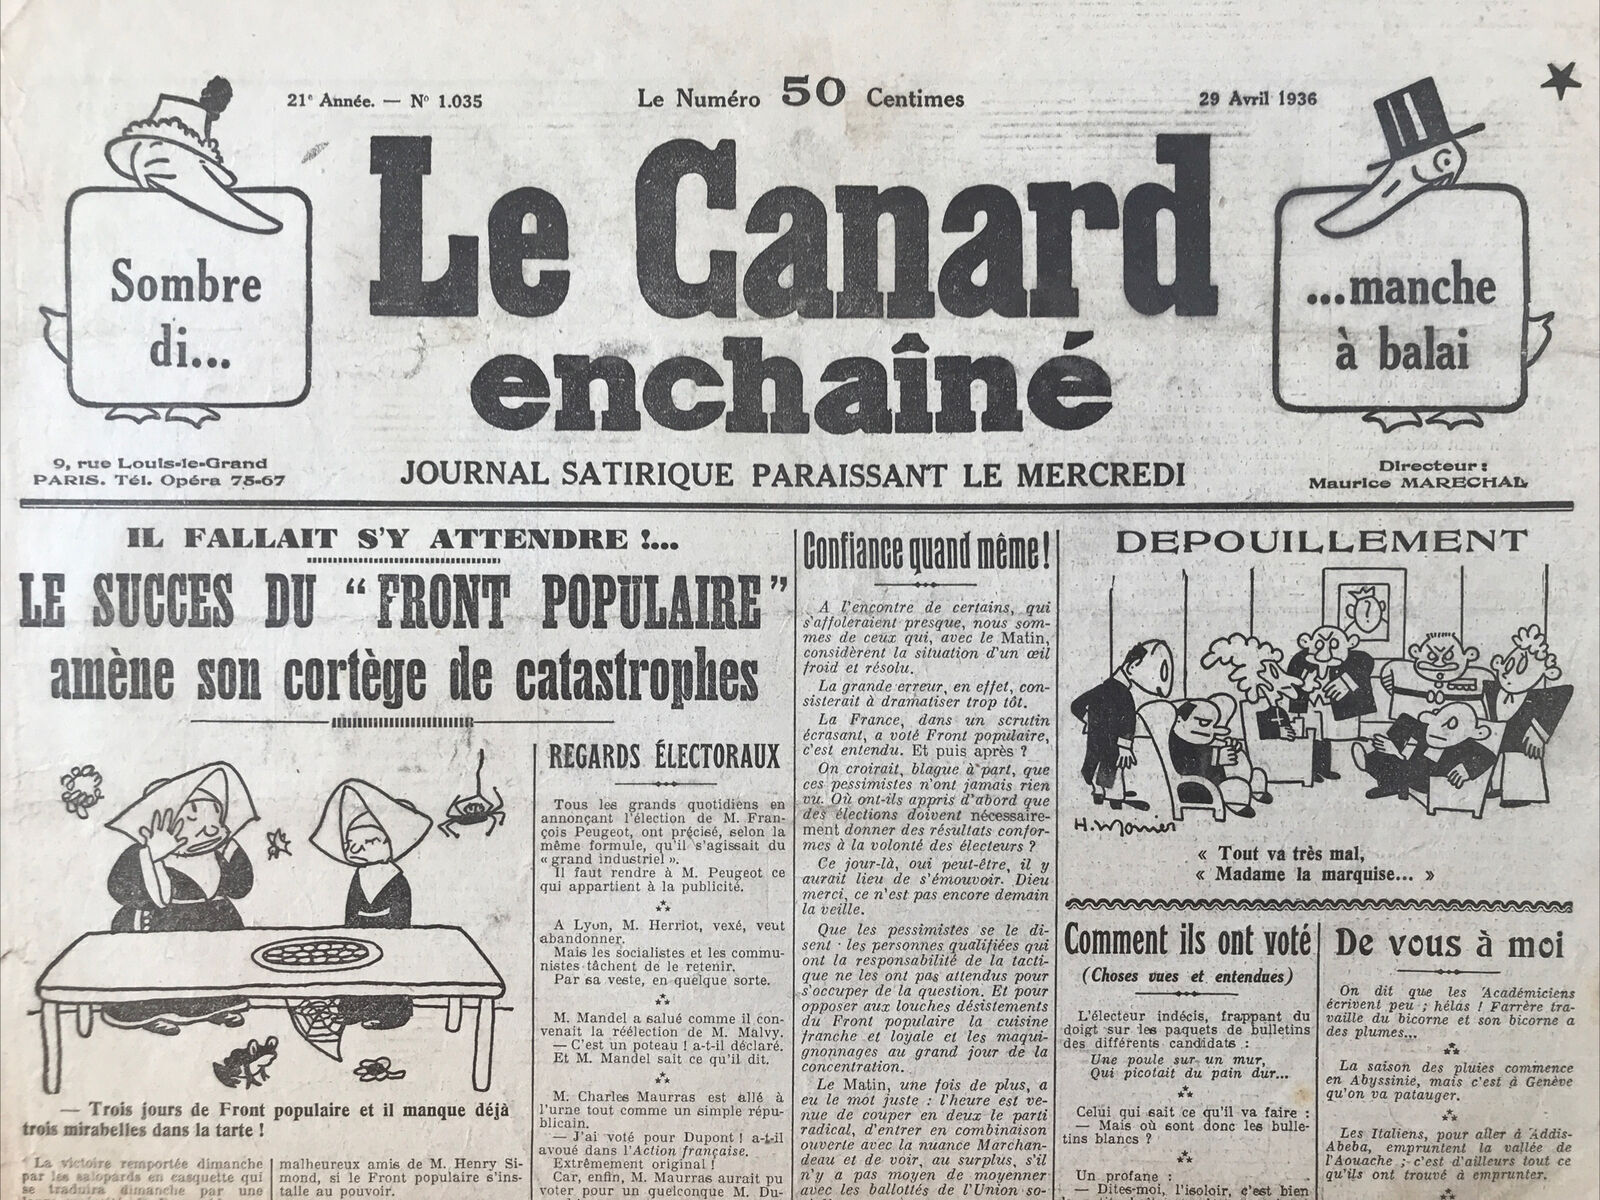 21e Année. — No 1.035
Le Numéro 50 Centimes
29 Avril 1936
Sombre
di...
Le Canard
enchaîné
...manche
à balai
9, rue Louis-le-Grand
PARIS. Tél. Opéra 75-67
JOURNAL SATIRIQUE PARAISSANT LE MERCREDI
Directeur :
Maurice MARECHAL
IL FALLAIT S'Y ATTENDRE !...
LE SUCCES DU “FRONT POPULAIRE”
amène son cortège de catastrophes
— Trois jours de Front populaire et il manque déjà
trois mirabelles dans la tarte !
La victoire remportée dimanche
par les salopards en casquette qui
se traduira dimanche par une
malheureux amis de M. Henry Si-
mond, si le Front populaire s'ins-
talle au pouvoir.
REGARDS ÉLECTORAUX
Tous les grands quotidiens en
annonçant l'élection de M. Fran-
çois Peugeot, ont précisé, selon la
même formule, qu'il s'agissait du
« grand industriel ».
Il faut rendre à M. Peugeot ce
qui appartient à la publicité.
A Lyon, M. Herriot, vexé, veut
abandonner.
Mais les socialistes et les commu-
nistes tâchent de le retenir.
Par sa veste, en quelque sorte.
M. Mandel a salué comme il con-
venait la réélection de M. Malvy.
— C'est un poteau ! a-t-il déclaré.
Et M. Mandel sait ce qu'il dit.
M. Charles Maurras est allé à
l'urne tout comme un simple répu-
blicain.
— J'ai voté pour Dupont ! a-t-il
avoué dans l'Action française.
Extrêmement original !
Car, enfin, M. Maurras aurait pu
voter pour un quelconque M. Du-
Confiance quand même !
A l'encontre de certains, qui
s'affoleraient presque, nous som-
mes de ceux qui, avec le Matin,
considèrent la situation d'un œil
froid et résolu.
La grande erreur, en effet, con-
sisterait à dramatiser trop tôt.
La France, dans un scrutin
écrasant, a voté Front populaire,
c'est entendu. Et puis après ?
On croirait, blague à part, que
ces pessimistes n'ont jamais rien
vu. Où ont-ils appris d'abord que
des élections doivent nécessaire-
ment donner des résultats confor-
mes à la volonté des électeurs ?
Ce jour-là, oui peut-être, il y
aurait lieu de s'émouvoir. Dieu
merci, ce n'est pas encore demain
la veille.
Que les pessimistes se le di-
sent : les personnes qualifiées qui
ont la responsabilité de la tacti-
que ne les ont pas attendus pour
s'occuper de la question. Et pour
opposer aux louches désistements
du Front populaire la cuisine
franche et loyale et les maqui-
gnonnages au grand jour de la
concentration.
Le Matin, une fois de plus, a
eu le mot juste : l'heure est ve-
nue de couper en deux le parti
radical, d'entrer en combinaison
ouverte avec la nuance Marchan-
deau et de voir, au surplus, s'il
n'y a pas moyen de moyenner
avec les ballottés de l'Union so-
DEPOUILLEMENT
H. Monier
« Tout va très mal,
« Madame la marquise... »
Comment ils ont voté
(Choses vues et entendues)
L'électeur indécis, frappant du
doigt sur les paquets de bulletins
des différents candidats :
Une poule sur un mur,
Qui picotait du pain dur...
Celui qui sait ce qu'il va faire :
— Mais où sont donc les bulle-
tins blancs ?
Un profane :
— Dites-moi, l'isoloir, c'est bien
De vous à moi
On dit que les Académiciens
écrivent peu ; hélas ! Farrère tra-
vaille du bicorne et son bicorne a
des plumes...
La saison des pluies commence
en Abyssinie, mais c'est à Genève
qu'on va patauger.
Les Italiens, pour aller à Addis-
Abeba, empruntent la vallée de
l'Aouache ; c'est d'ailleurs tout ce
qu'ils ont trouvé à emprunter.